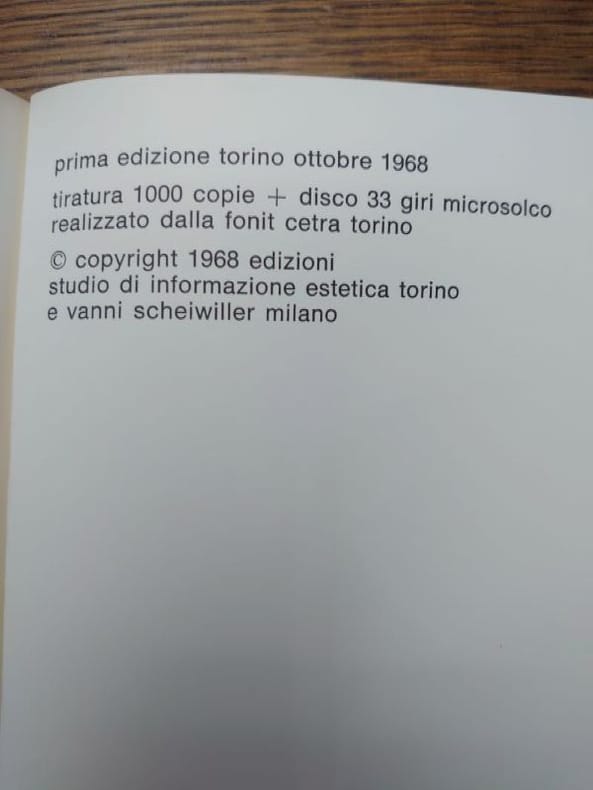 prima edizione torino ottobre 1968
tiratura 1000 copie + disco 33 giri microsolco
realizzato dalla fonit cetra torino
© copyright 1968 edizioni
studio di informazione estetica torino
e vanni scheiwiller milano